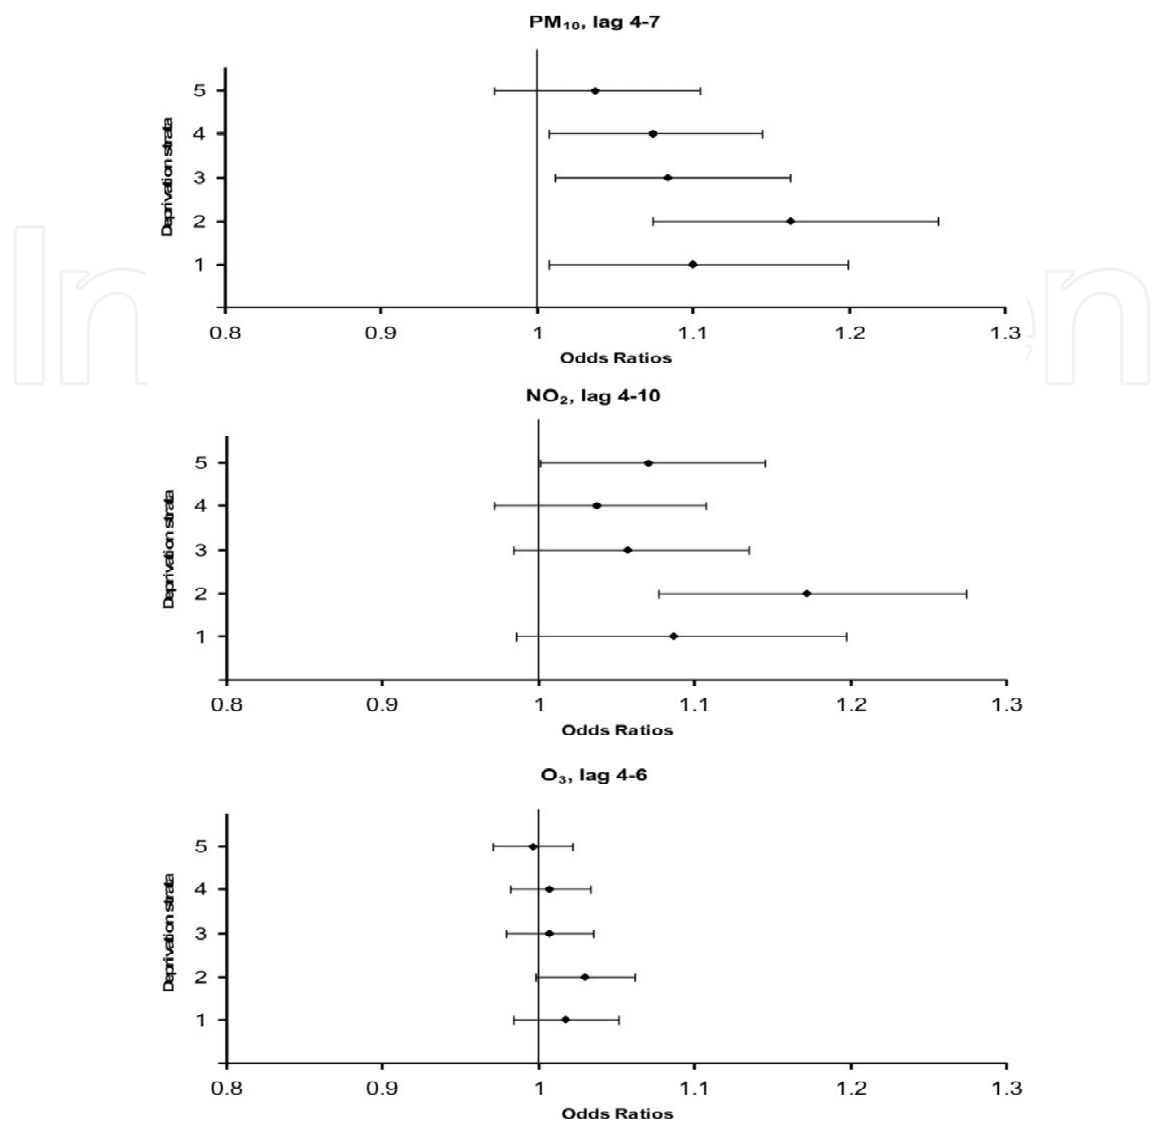 PM₁₀, lag 4-7
Deprivation strata
5
4
3
2
1
0.8 0.9 1 1.1 1.2 1.3
Odds Ratios
NO₂, lag 4-10
Deprivation strata
5
4
3
2
1
0.8 0.9 1 1.1 1.2 1.3
Odds Ratios
O₃, lag 4-6
Deprivation strata
5
4
3
2
1
0.8 0.9 1 1.1 1.2 1.3
Odds Ratios
In
en